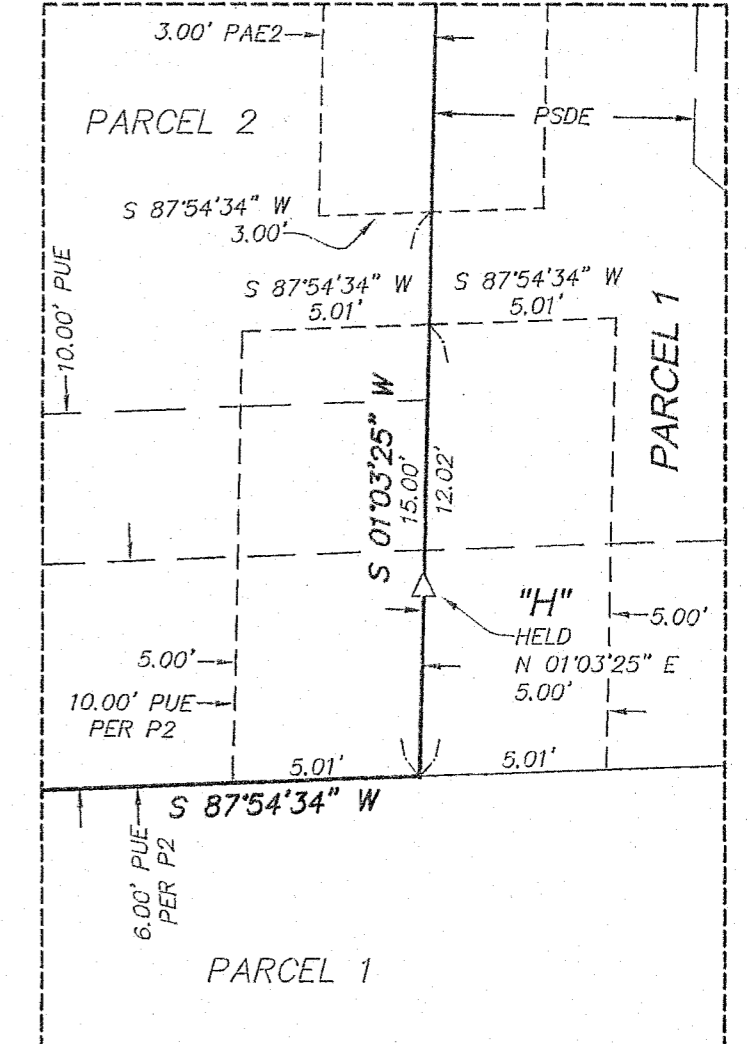 3.00' PAE2
PARCEL 2
PSDE
S 87°54'34" W
3.00'
10.00' PUE
S 87°54'34" W
5.01'
S 87°54'34" W
5.01'
PARCEL 1
S 01°03'25" W
15.00'
12.02'
"H"
HELD
N 01°03'25" E
5.00'
5.00'
5.00'
10.00' PUE
PER P2
5.01'
5.01'
S 87°54'34" W
6.00' PUE
PER P2
PARCEL 1